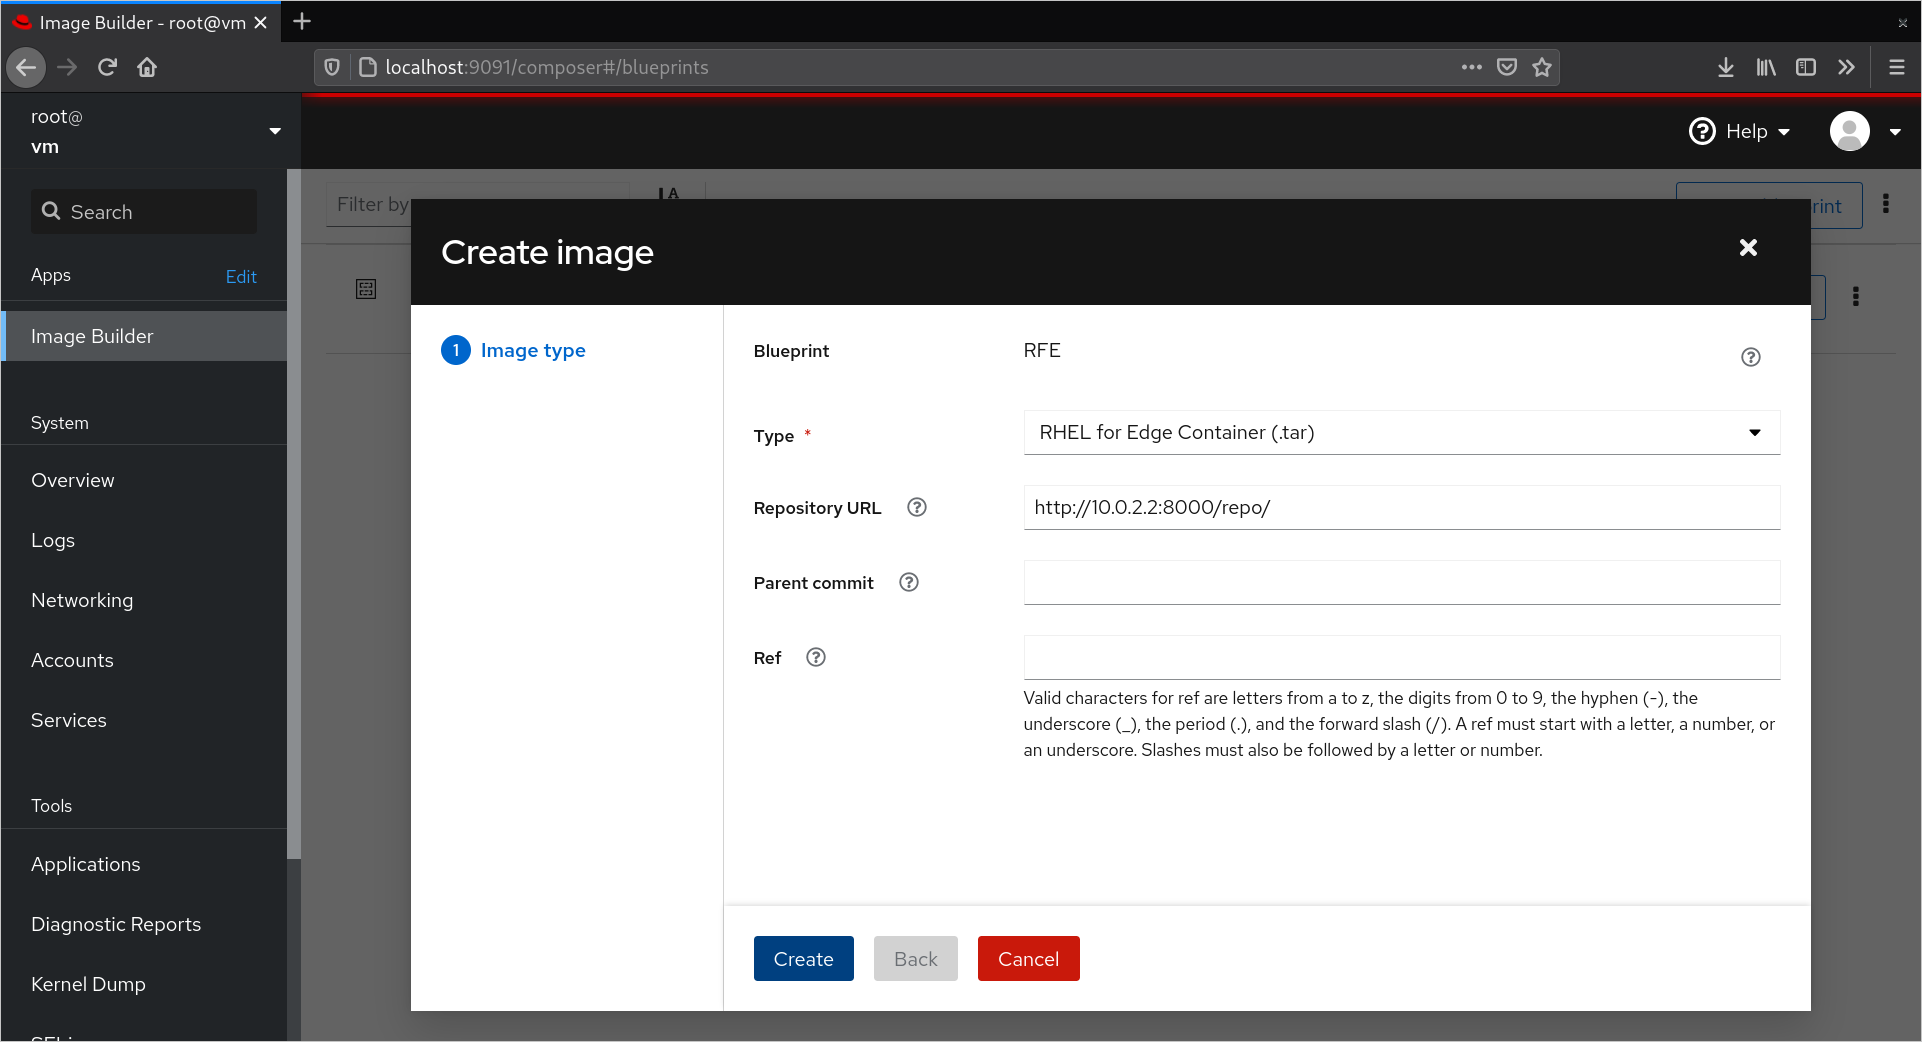 Image Builder - root@vm
localhost:9091/composer#/blueprints
root@
vm
Help
Search
Filter by
Apps
Edit
Image Builder
System
Overview
Logs
Networking
Accounts
Services
Tools
Applications
Diagnostic Reports
Kernel Dump
Create image
1 Image type
Blueprint
RFE
Type *
RHEL for Edge Container (.tar)
Repository URL
http://10.0.2.2:8000/repo/
Parent commit
Ref
Valid characters for ref are letters from a to z, the digits from 0 to 9, the hyphen (-), the
underscore (_), the period (.), and the forward slash (/). A ref must start with a letter, a number, or
an underscore. Slashes must also be followed by a letter or number.
Create
Back
Cancel